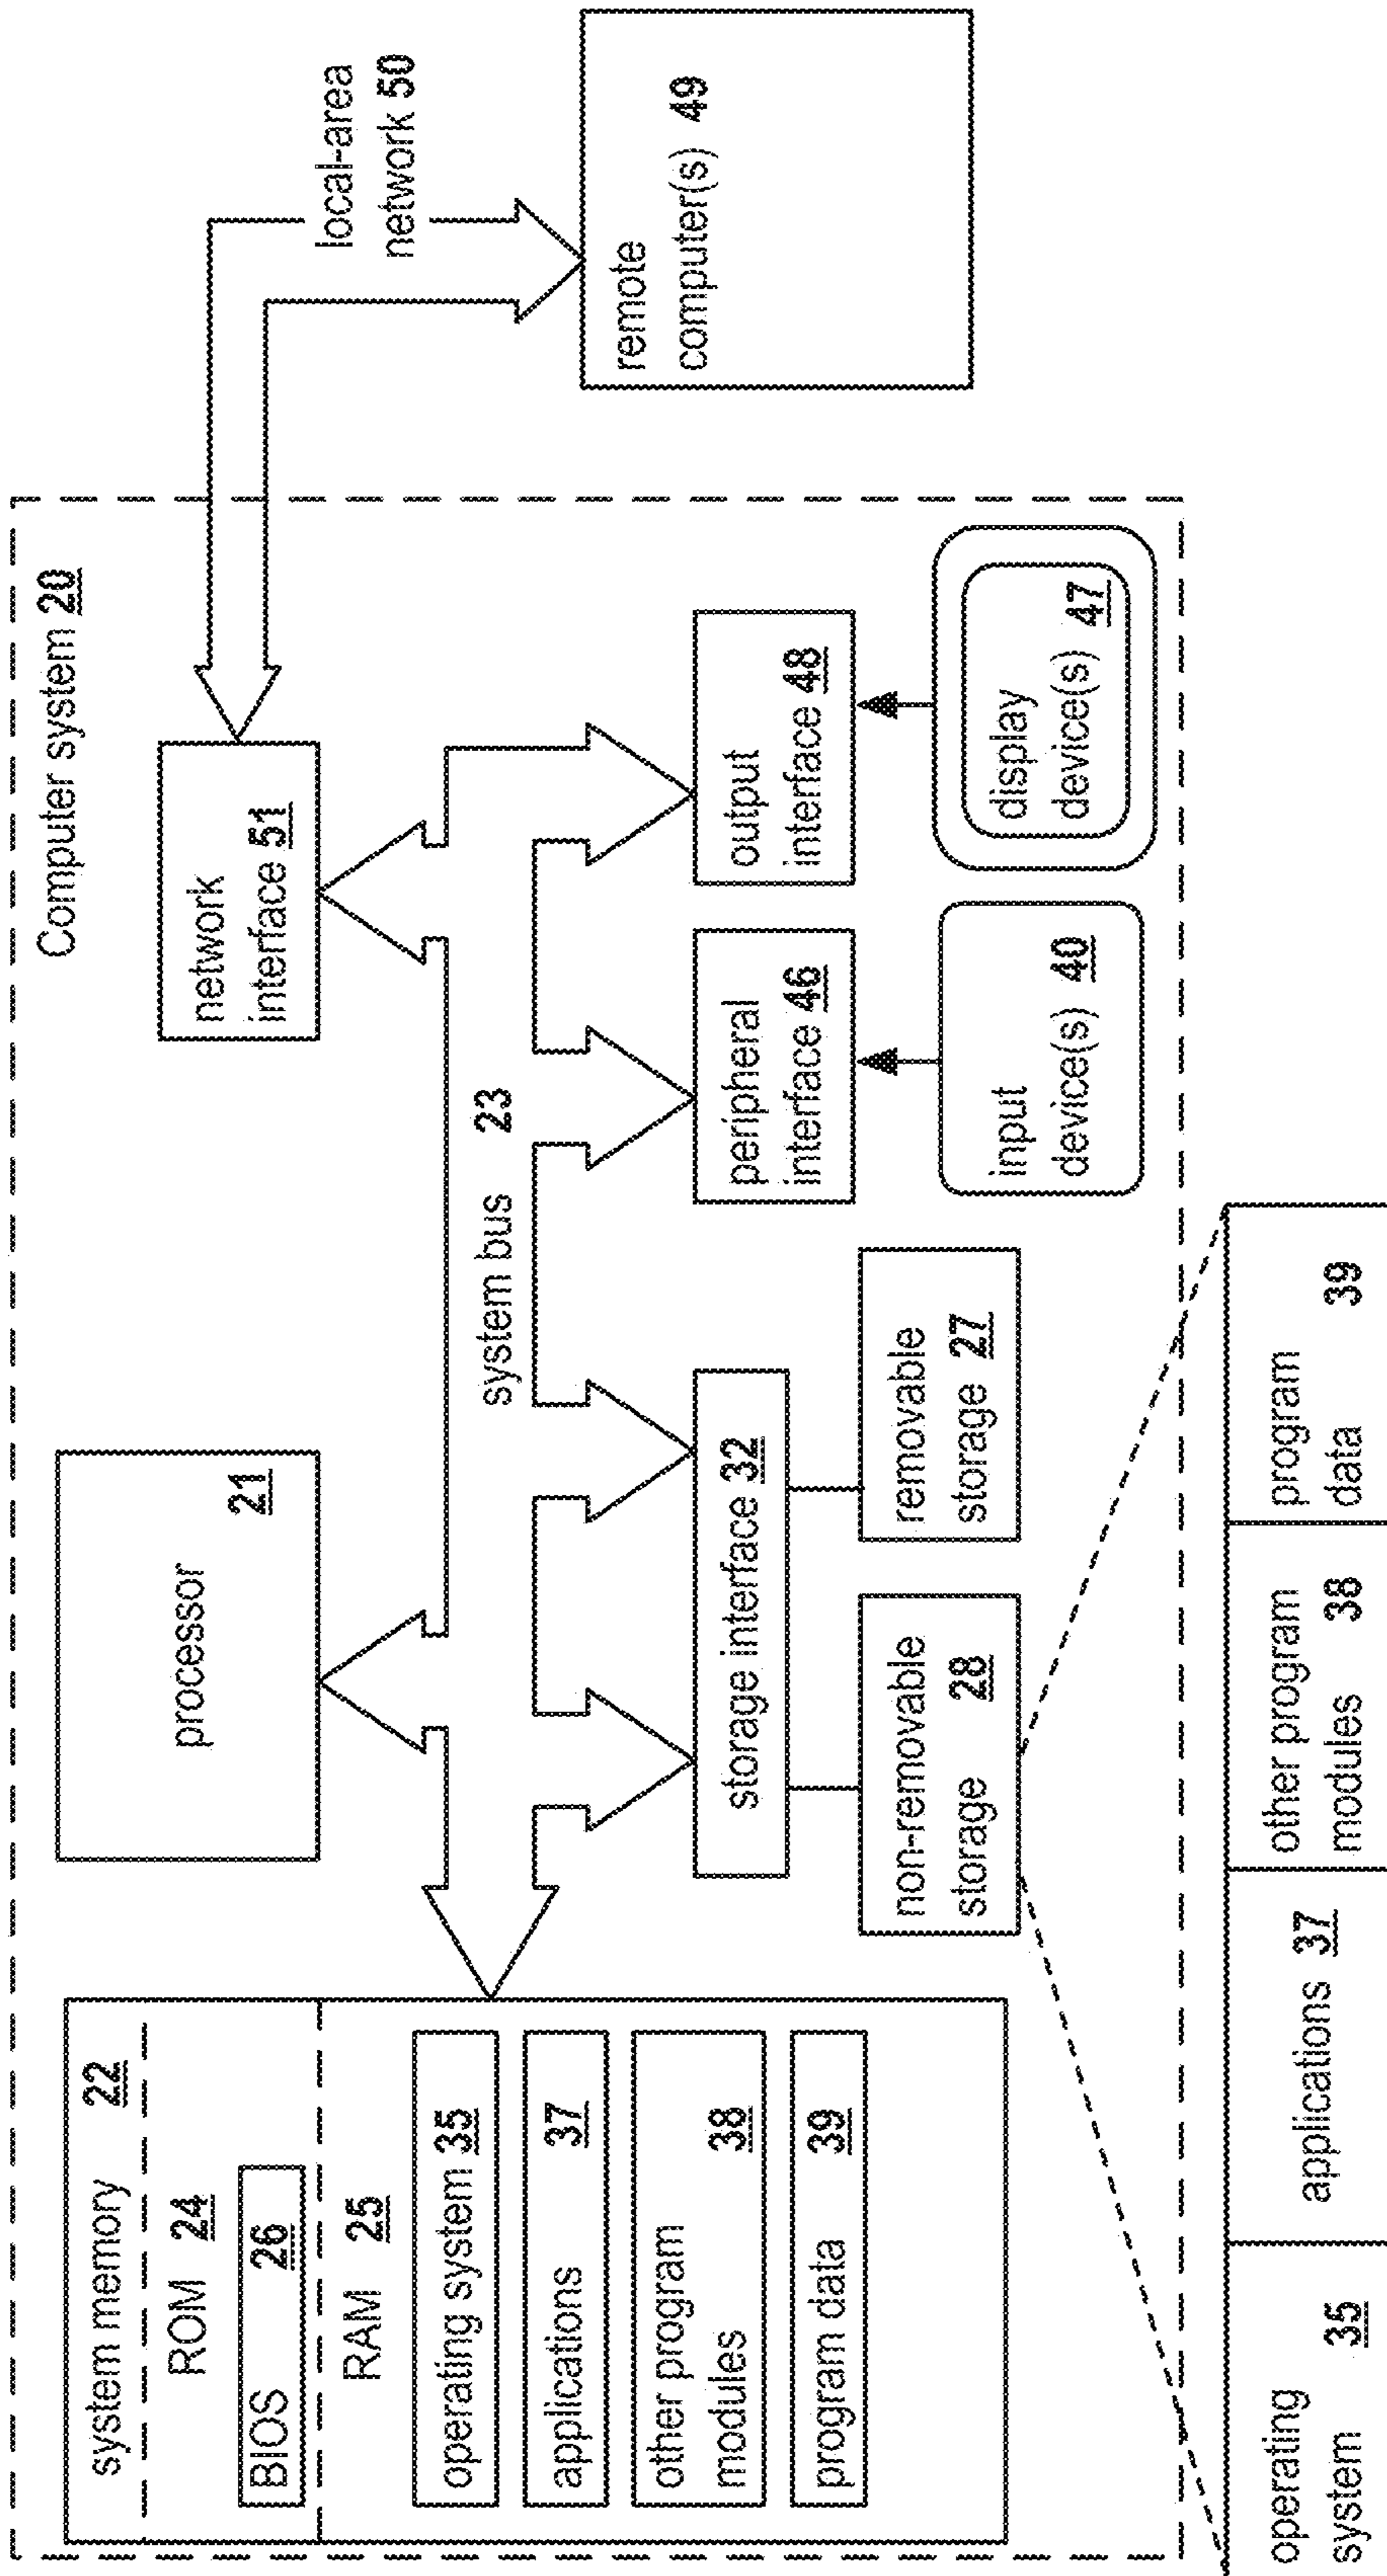 Computer system 20
system memory 22
ROM 24
BIOS 26
RAM 25
operating system 35
applications 37
other program
modules 38
program data 39
processor
21
system bus 23
storage interface 32
non-removable
storage 28
removable
storage 27
network
interface 51
peripheral
interface 46
output
interface 48
input
device(s) 40
display
device(s) 47
local-area
network 50
remote
computer(s) 49
operating
system 35
applications 37
other program
modules 38
program
data 39